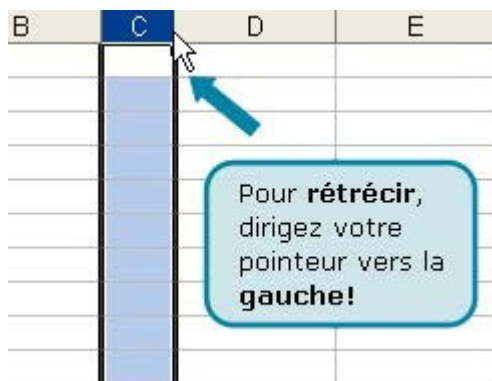 B C D E
Pour rétrécir,
dirigez votre
pointeur vers la
gauche!